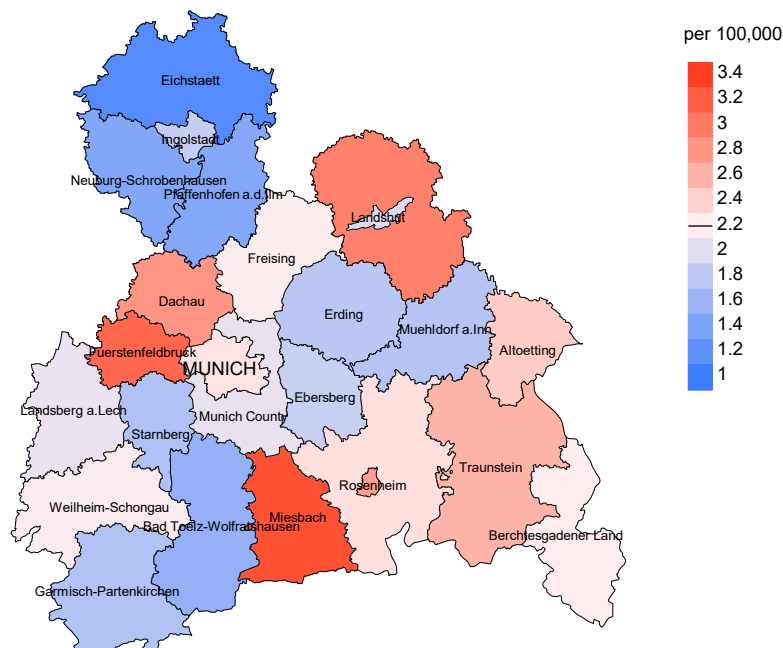 per 100,000
3.4
3.2
3
2.8
2.6
2.4
2.2
2
1.8
1.6
1.4
1.2
1
Eichstaett
Ingolstadt
Neuburg-Schrobenhausen
Pfaffenhofen a.d.Ilm
Landshut
Freising
Dachau
Erding
Muehldorf a.Inn
Fuerstenfeldbruck
Altoetting
MUNICH
Ebersberg
Landsberg a.Lech
Munich County
Starnberg
Traunstein
Rosenheim
Weilheim-Schongau
Miesbach
Bad Toelz-Wolfratshausen
Berchtesgadener Land
Garmisch-Partenkirchen